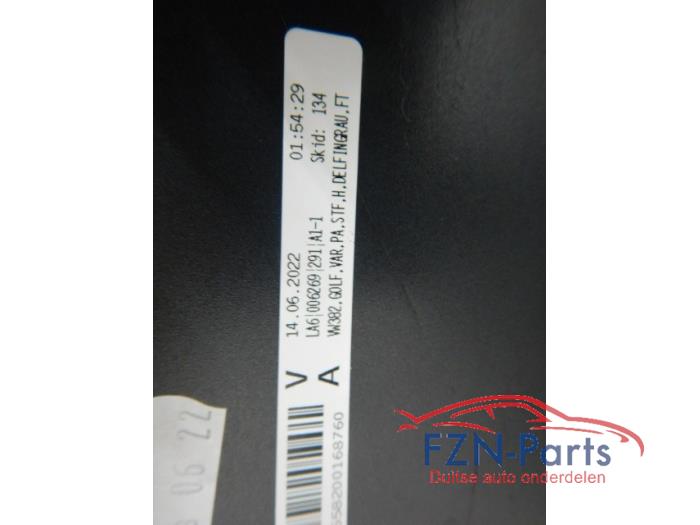 14.06.2022 01:54:29
LA6|006269|291|A1-1 Skid: 134
VW382.GOLF.VAR.PA.STF.H.DELFINGRAU.FT
V
A
58200168760
06 22
FZN-Parts
Duitse auto onderdelen